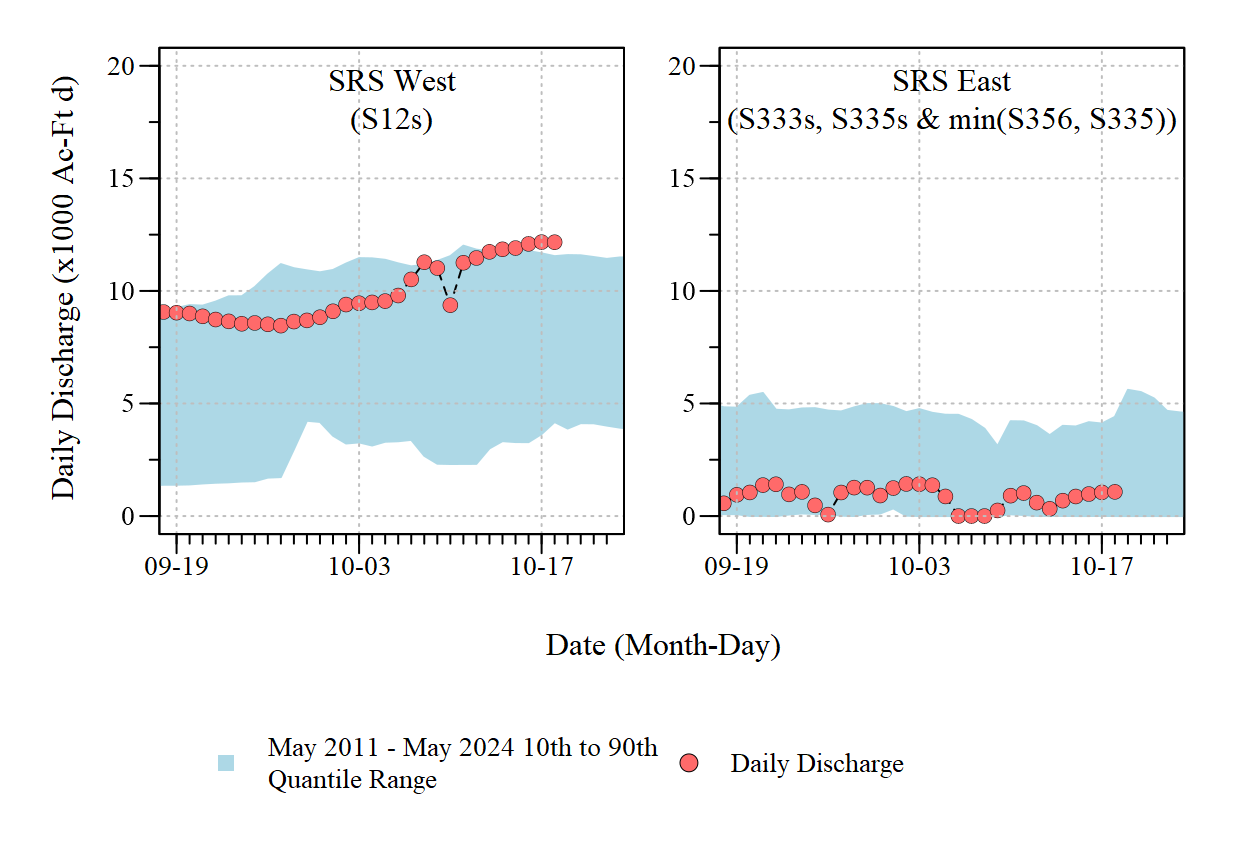 Daily Discharge (x1000 Ac-Ft d)
20
15
10
5
0
SRS West
(S12s)
09-19
10-03
10-17
20
15
10
5
0
SRS East
(S333s, S335s & min(S356, S335))
09-19
10-03
10-17
Date (Month-Day)
May 2011 - May 2024 10th to 90th
Quantile Range
Daily Discharge